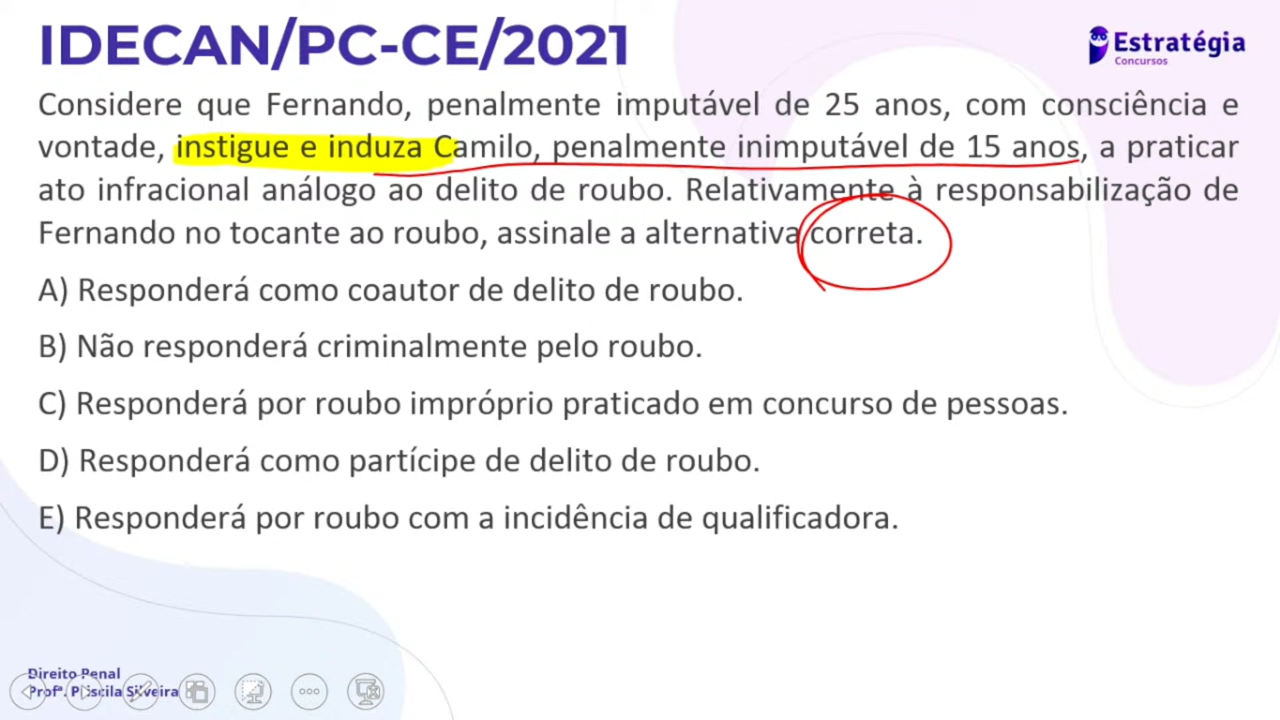 IDECAN/PC-CE/2021
Estratégia
Concursos
Considere que Fernando, penalmente imputável de 25 anos, com consciência e
vontade, instigue e induza Camilo, penalmente inimputável de 15 anos, a praticar
ato infracional análogo ao delito de roubo. Relativamente à responsabilização de
Fernando no tocante ao roubo, assinale a alternativa correta.
A) Responderá como coautor de delito de roubo.
B) Não responderá criminalmente pelo roubo.
C) Responderá por roubo impróprio praticado em concurso de pessoas.
D) Responderá como partícipe de delito de roubo.
E) Responderá por roubo com a incidência de qualificadora.
Direito Penal
Profª. Priscila Silveira